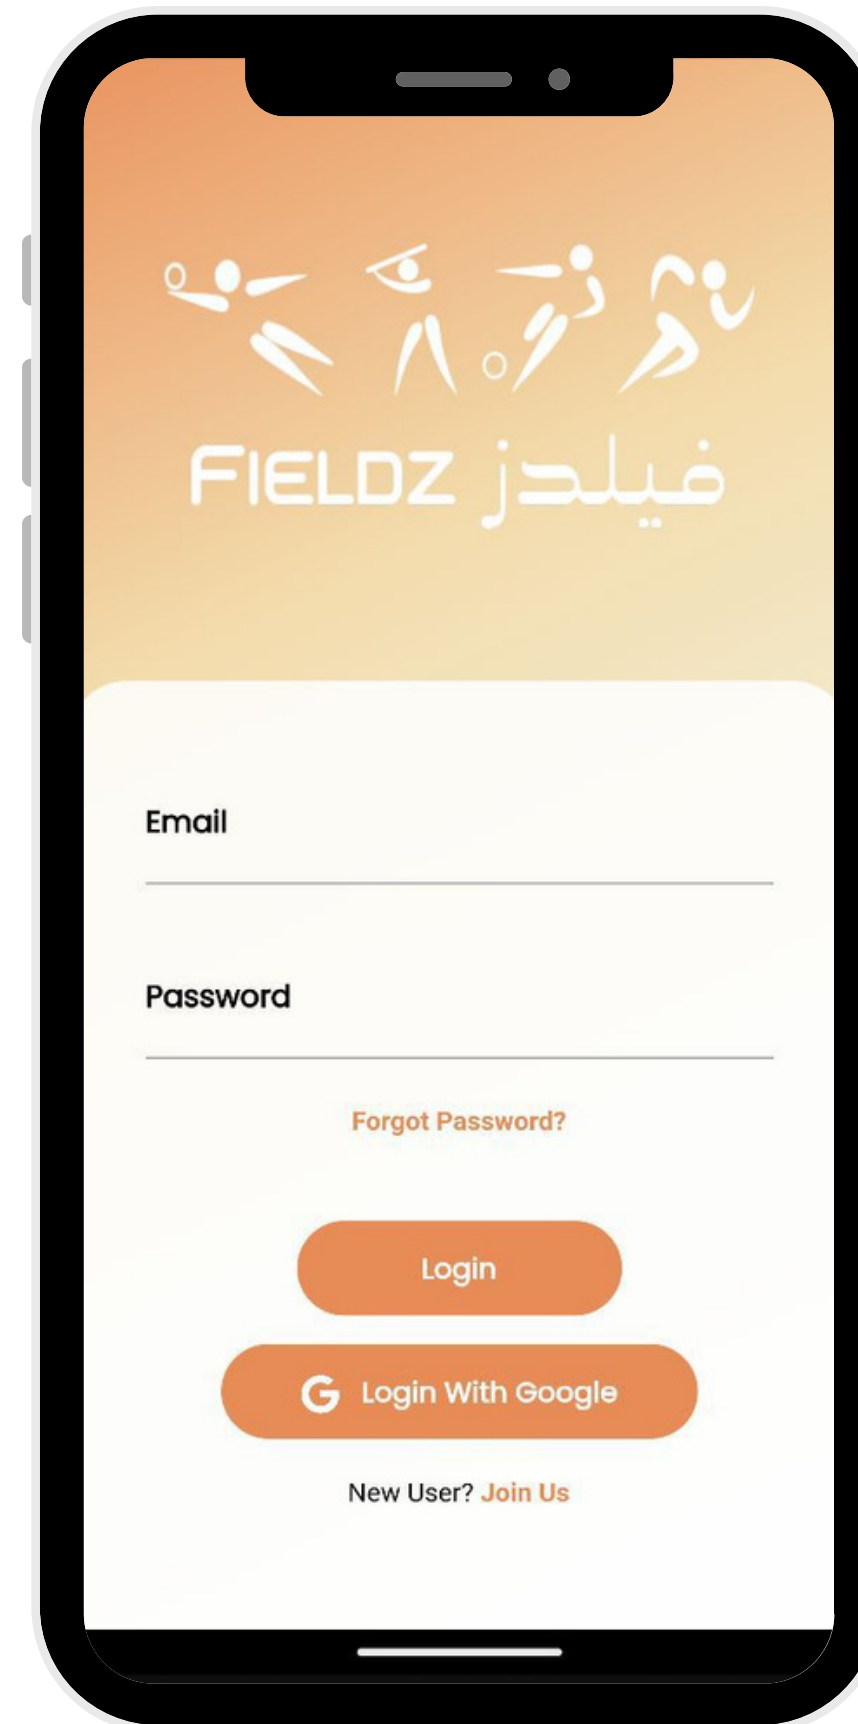 FIELDZ فيلدز
Email
Password
Forgot Password?
Login
G Login With Google
New User? Join Us